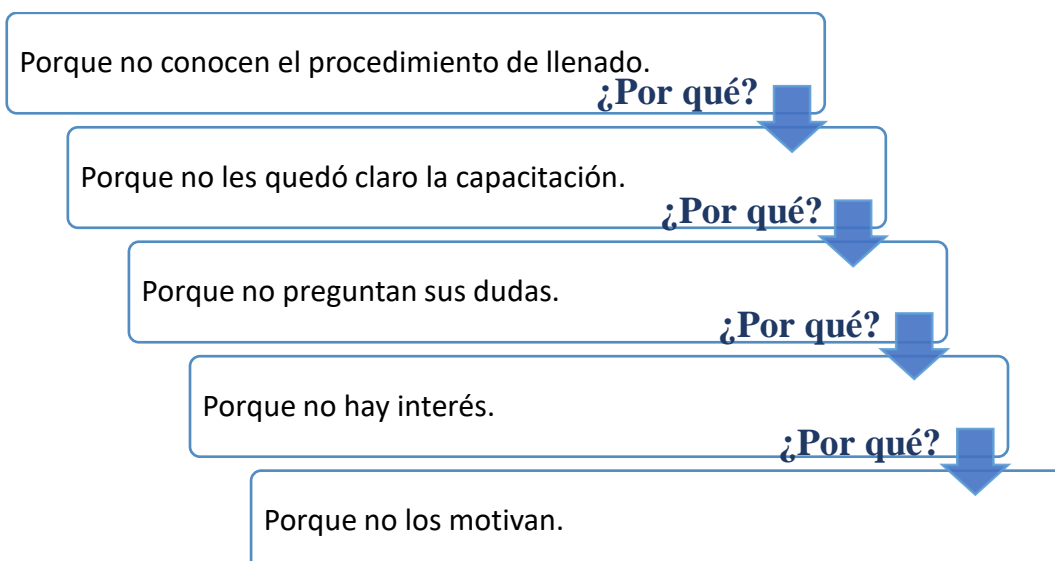 Porque no conocen el procedimiento de llenado.
¿Por qué?
Porque no les quedó claro la capacitación.
¿Por qué?
Porque no preguntan sus dudas.
¿Por qué?
Porque no hay interés.
¿Por qué?
Porque no los motivan.